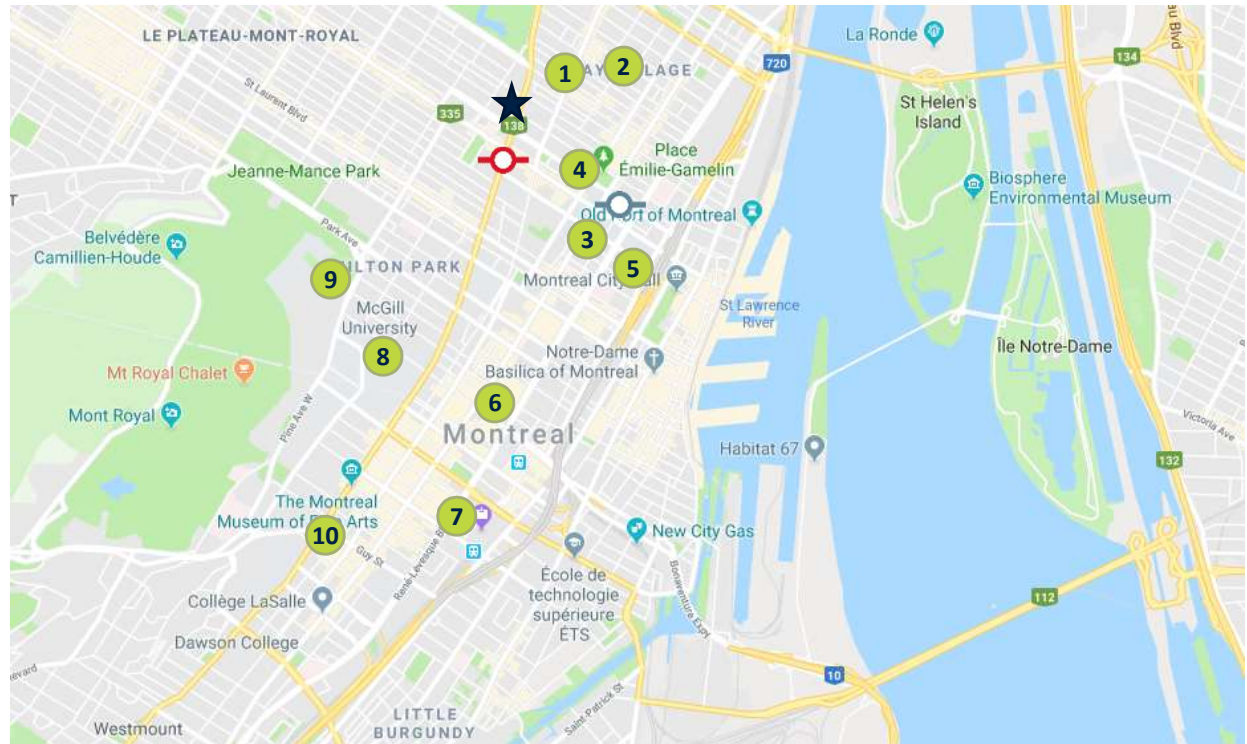 LE PLATEAU-MONT-ROYAL
La Ronde
720
134
1
2
AY
LAGE
St Laurent Blvd
335
138
St Helen's
Island
Place
Émilie-Gamelin
4
Jeanne-Mance Park
Biosphere
Environmental Museum
T
Old Port of Montreal
Park Ave
3
Belvédère
Camillien-Houde
5
9
ILTON PARK
Montreal City
all
McGill
University
St Lawrence
River
8
Notre-Dame
Basilica of Montreal
Île Notre-Dame
Mt Royal Chalet
6
Mont Royal
Pine Ave W
Victoria Ave
Montreal
Habitat 67
132
The Montreal
Museum of
Arts
7
10
New City Gas
Guy St
École de
technologie
supérieure
ÉTS
Bonaventure Expy
112
Collège LaSalle
Dawson College
10
Saint-Patrick St
LITTLE
BURGUNDY
Westmount